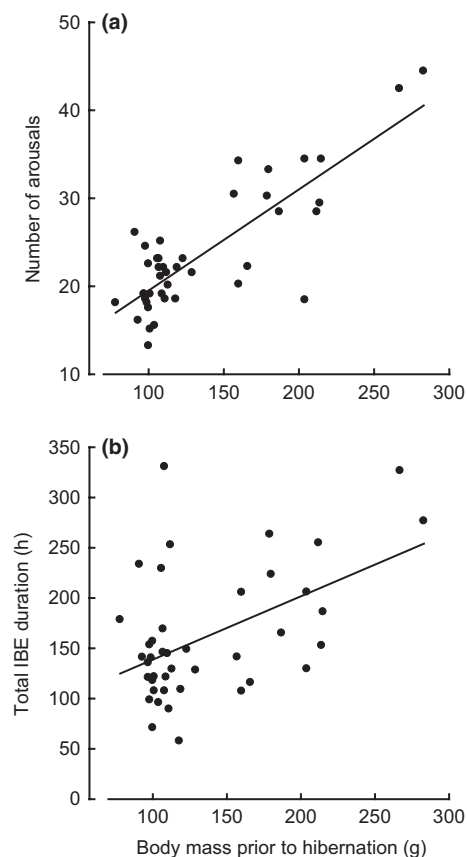 (a)
50
40
30
20
10
Number of arousals
100 150 200 250 300
(b)
350
300
250
200
150
100
50
0
Total IBE duration (h)
100 150 200 250 300
Body mass prior to hibernation (g)